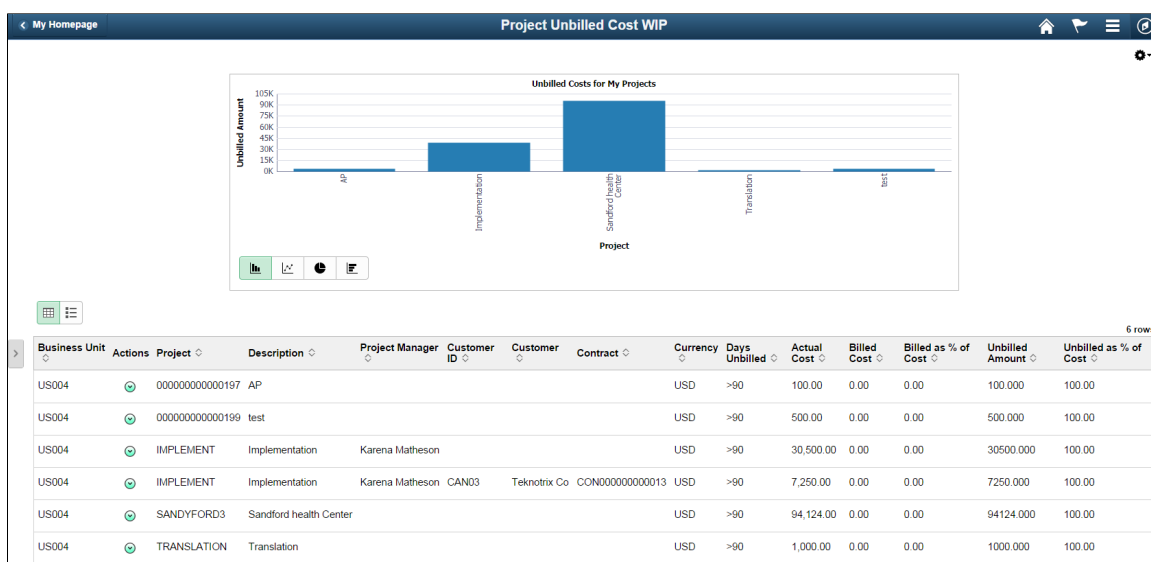 My Homepage
Project Unbilled Cost WIP
Unbilled Costs for My Projects
Unbilled Amount
105K
90K
75K
60K
45K
30K
15K
0K
AP
Implementation
Sandford health
Center
Translation
test
Project
6 rows
Business Unit Actions Project Description Project Manager Customer ID Customer Contract Currency Days Unbilled Actual Cost Billed Cost Billed as % of Cost Unbilled Amount Unbilled as % of Cost
US004 000000000000197 AP USD >90 100.00 0.00 0.00 100.000 100.00
US004 000000000000199 test USD >90 500.00 0.00 0.00 500.000 100.00
US004 IMPLEMENT Implementation Karena Matheson USD >90 30,500.00 0.00 0.00 30500.000 100.00
US004 IMPLEMENT Implementation Karena Matheson CAN03 Teknotrix Co CON000000000013 USD >90 7,250.00 0.00 0.00 7250.000 100.00
US004 SANDYFORD3 Sandford health Center USD >90 94,124.00 0.00 0.00 94124.000 100.00
US004 TRANSLATION Translation USD >90 1,000.00 0.00 0.00 1000.000 100.00